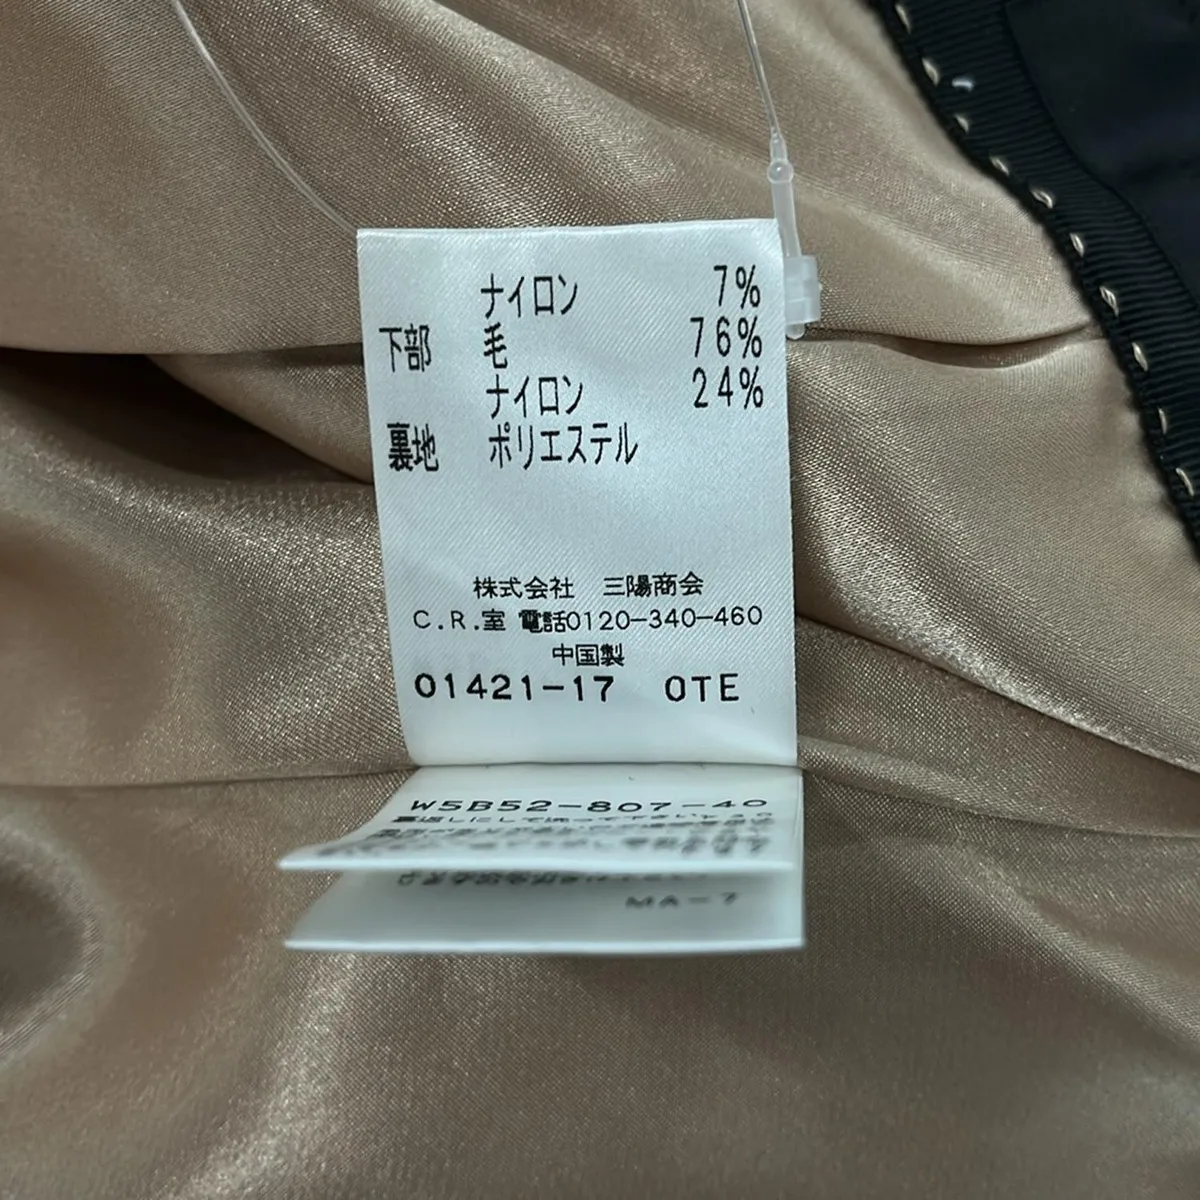 ナイロン 7%
下部 毛 76%
ナイロン 24%
裏地 ポリエステル
株式会社 三陽商会
C.R.室 電話0120-340-460
中国製
01421-17 OTE
W5B52-807-40
MA-7